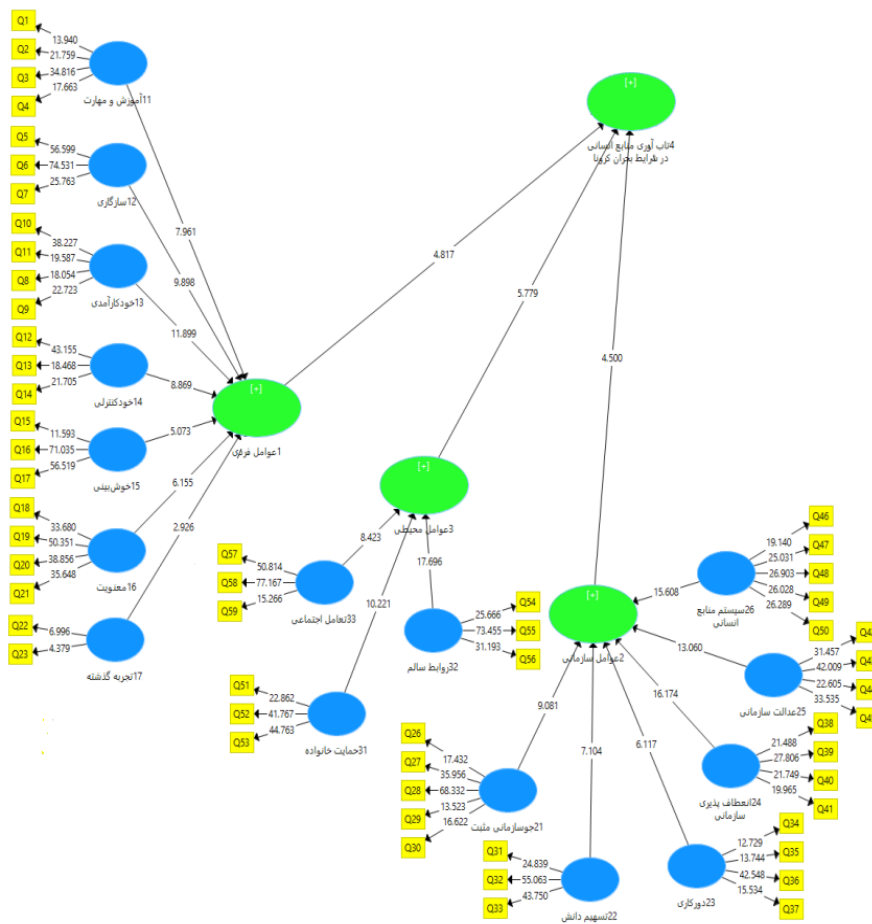 Q1
13.940
Q2
21.759
Q3
34.816
Q4
17.663
11آموزش و مهارت
Q5
56.599
Q6
74.531
Q7
25.763
12سازگاری
Q10
38.227
Q11
19.587
Q8
18.054
Q9
22.723
13خودکارآمدی
Q12
43.155
Q13
18.468
Q14
21.705
14خودکنترلی
Q15
11.593
Q16
71.035
Q17
56.519
15خوش‌بینی
Q18
33.680
Q19
50.351
Q20
38.856
Q21
35.648
16معنویت
Q22
6.996
Q23
4.379
17تجربه گذشته
7.961
9.898
11.899
8.869
5.073
6.155
2.926
[+]
1عوامل فردی
4.817
5.779
4.500
[+]
4تاب آوری منابع انسانی
در شرایط بحران کرونا
[+]
3عوامل محیطی
8.423
10.221
17.696
Q57
50.814
Q58
77.167
Q59
15.266
33تعامل اجتماعی
Q51
22.862
Q52
41.767
Q53
44.763
31حمایت خانواده
Q54
25.666
Q55
73.455
Q56
31.193
32روابط سالم
[+]
2عوامل سازمانی
15.608
13.060
16.174
6.117
7.104
9.081
Q46
19.140
Q47
25.031
Q48
26.903
Q49
26.028
Q50
26.289
26سیستم منابع
انسانی
31.457
42.009
22.605
33.535
25عدالت سازمانی
Q38
21.488
Q39
27.806
Q40
21.749
Q41
19.965
24انعطاف پذیری
سازمانی
Q34
12.729
Q35
13.744
Q36
42.548
Q37
15.534
23دورکاری
Q31
24.839
Q32
55.063
Q33
43.750
22تسهیم دانش
Q26
17.432
Q27
35.956
Q28
68.332
Q29
13.523
Q30
16.622
21جوسازمانی مثبت